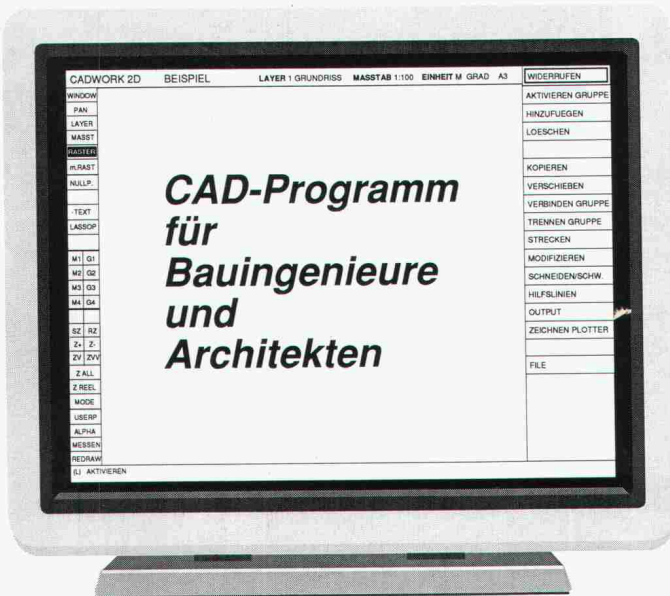 CADWORK 2D BEISPIEL LAYER 1 GRUNDRISS MASSTAB 1:100 EINHEIT M GRAD A3
WINDOW
PAN
LAYER
MASST
RASTER
m.RAST
NULLP.
-TEXT
LASSOP
M1 G1
M2 G2
M3 G3
M4 G4
SZ RZ
Z+ Z-
ZV ZVV
Z ALL
Z REEL
MODE
USERP
ALPHA
MESSEN
REDRAW
(L) AKTIVIEREN
CAD-Programm
für
Bauingenieure
und
Architekten
WIDERRUFEN
AKTIVIEREN GRUPPE
HINZUFUEGEN
LOESCHEN
KOPIEREN
VERSCHIEBEN
VERBINDEN GRUPPE
TRENNEN GRUPPE
STRECKEN
MODIFIZIEREN
SCHNEIDEN/SCHW.
HILFSLINIEN
OUTPUT
ZEICHNEN PLOTTER
FILE